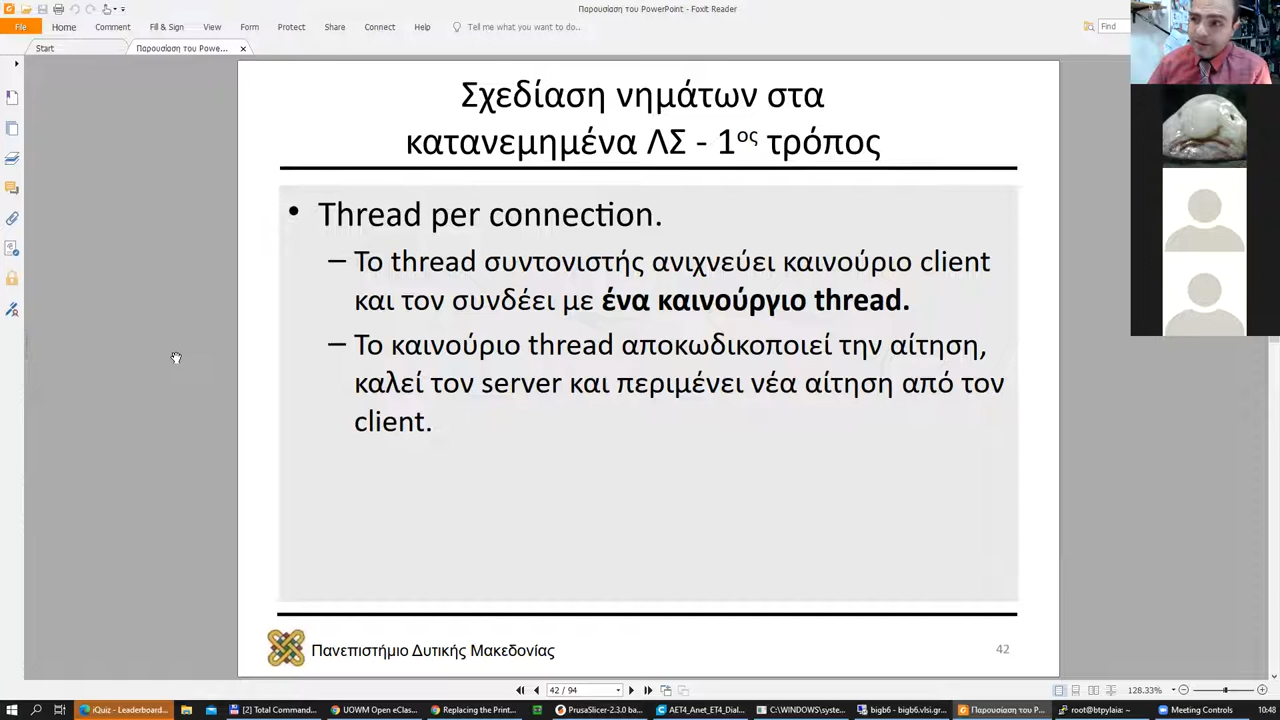 Παρουσίαση του PowerPoint - Foxit Reader
File Home Comment Fill & Sign View Form Protect Share Connect Help Tell me what you want to do... Find
Start Παρουσίαση του Powe...
Σχεδίαση νημάτων στα
κατανεμημένα ΛΣ - 1ος τρόπος
• Thread per connection.
– Το thread συντονιστής ανιχνεύει καινούριο client
και τον συνδέει με ένα καινούργιο thread.
– Το καινούριο thread αποκωδικοποιεί την αίτηση,
καλεί τον server και περιμένει νέα αίτηση από τον
client.
Πανεπιστήμιο Δυτικής Μακεδονίας
42
42 / 94 128.33%
iQuiz - Leaderboard... [2] Total Command... UOWM Open eClass... Replacing the Print... PrusaSlicer-2.3.0 ba... AET4_Anet_ET4_Dial... C:\WINDOWS\syste... bigb6 - bigb6.vlsi.gr... Παρουσίαση του P... root@btpylaia: ~ Meeting Controls 10:48